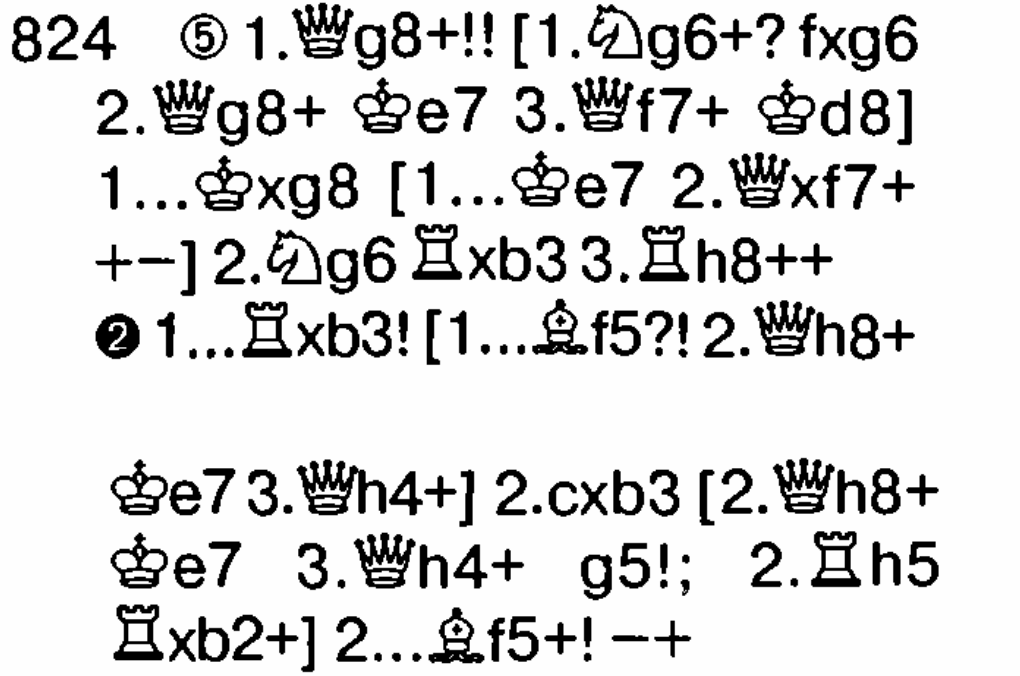 824 ⑤ 1.♕g8+!! [1.♘g6+? fxg6
2.♕g8+ ♔e7 3.♕f7+ ♔d8]
1...♔xg8 [1...♔e7 2.♕xf7+
+−] 2.♘g6 ♖xb3 3.♖h8++
❷ 1...♖xb3! [1...♗f5?! 2.♕h8+
♔e7 3.♕h4+] 2.cxb3 [2.♕h8+
♔e7 3.♕h4+ g5!; 2.♖h5
♖xb2+] 2...♗f5+! −+